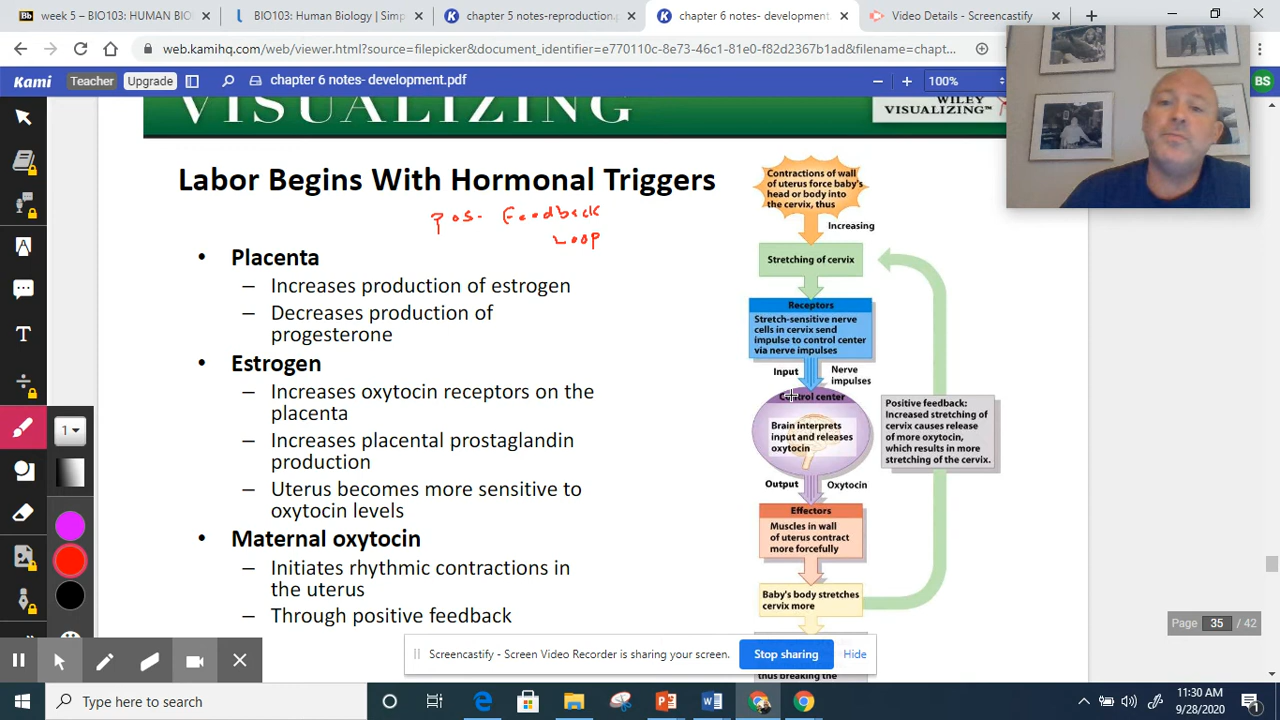 week 5 – BIO103: HUMAN BIO
BIO103: Human Biology | Simp
chapter 5 notes-reproduction.p
chapter 6 notes- development.
Video Details – Screencastify
web.kamihq.com/web/viewer.html?source=filepicker&document_identifier=e770110c-8e73-46c1-81e0-f82d2367b1ad&filename=chapt...
Kami
Teacher
Upgrade
chapter 6 notes- development.pdf
100%
BS
VISUALIZING
WILEY
VISUALIZING™
Labor Begins With Hormonal Triggers
Pos. Feedback
Loop
• Placenta
– Increases production of estrogen
– Decreases production of
progesterone
• Estrogen
– Increases oxytocin receptors on the
placenta
– Increases placental prostaglandin
production
– Uterus becomes more sensitive to
oxytocin levels
• Maternal oxytocin
– Initiates rhythmic contractions in
the uterus
– Through positive feedback
Contractions of wall
of uterus force baby's
head or body into
the cervix, thus
Increasing
Stretching of cervix
Receptors
Stretch-sensitive nerve
cells in cervix send
impulse to control center
via nerve impulses
Input
Nerve
impulses
Control center
Brain interprets
input and releases
oxytocin
Output
Oxytocin
Effectors
Muscles in wall
of uterus contract
more forcefully
Baby's body stretches
cervix more
thus breaking the
Positive feedback:
Increased stretching of
cervix causes release
of more oxytocin,
which results in more
stretching of the cervix.
1
Page 35 / 42
Screencastify - Screen Video Recorder is sharing your screen.
Stop sharing
Hide
Type here to search
11:30 AM
9/28/2020